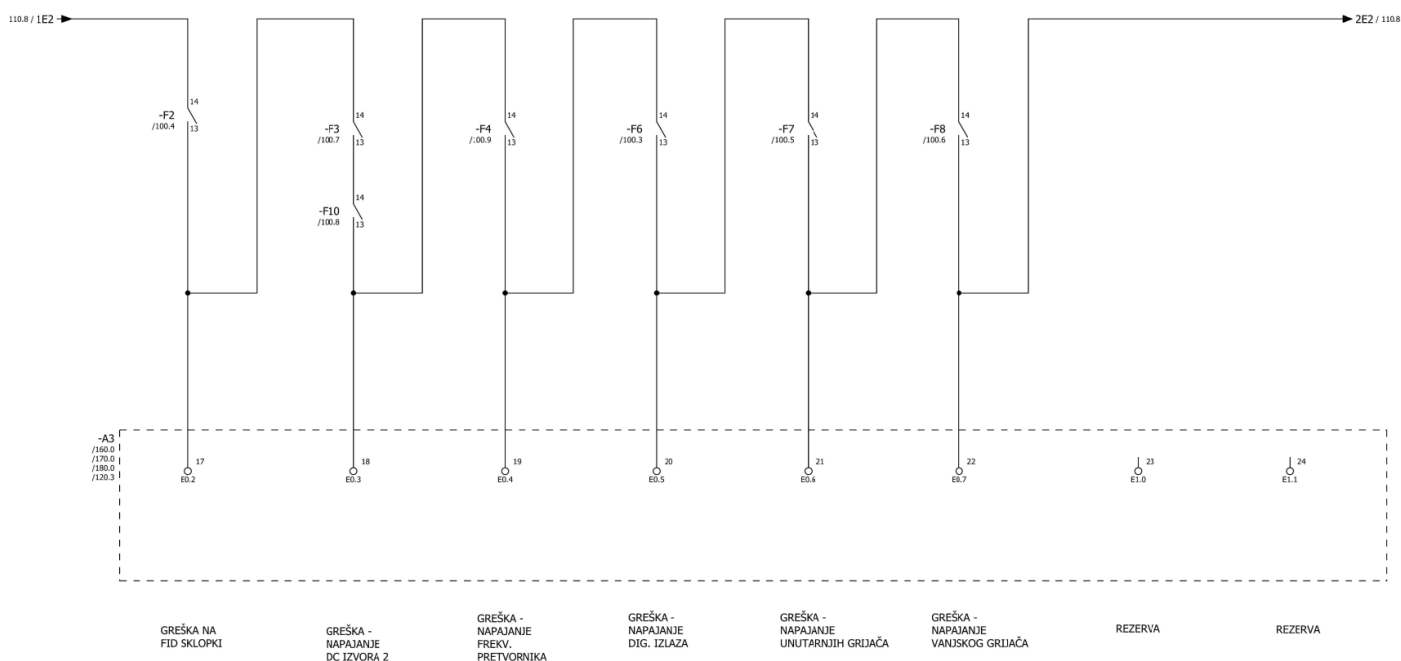 110.8 / 1E2
2E2 / 110.8
14
-F2
/100.4
13
14
-F3
/100.7
13
14
-F4
/100.9
13
14
-F6
/100.3
13
14
-F7
/100.5
13
14
-F8
/100.6
13
14
-F10
/100.8
13
-A3
/160.0
/170.0
/180.0
/120.3
17
E0.2
18
E0.3
19
E0.4
20
E0.5
21
E0.6
22
E0.7
23
E1.0
24
E1.1
GREŠKA NA
FID SKLOPKI
GREŠKA -
NAPAJANJE
DC IZVORA 2
GREŠKA -
NAPAJANJE
FREKV.
PRETVORNIKA
GREŠKA -
NAPAJANJE
DIG. IZLAZA
GREŠKA -
NAPAJANJE
UNUTARNJIH GRIJAČA
GREŠKA -
NAPAJANJE
VANJSKOG GRIJAČA
REZERVA
REZERVA